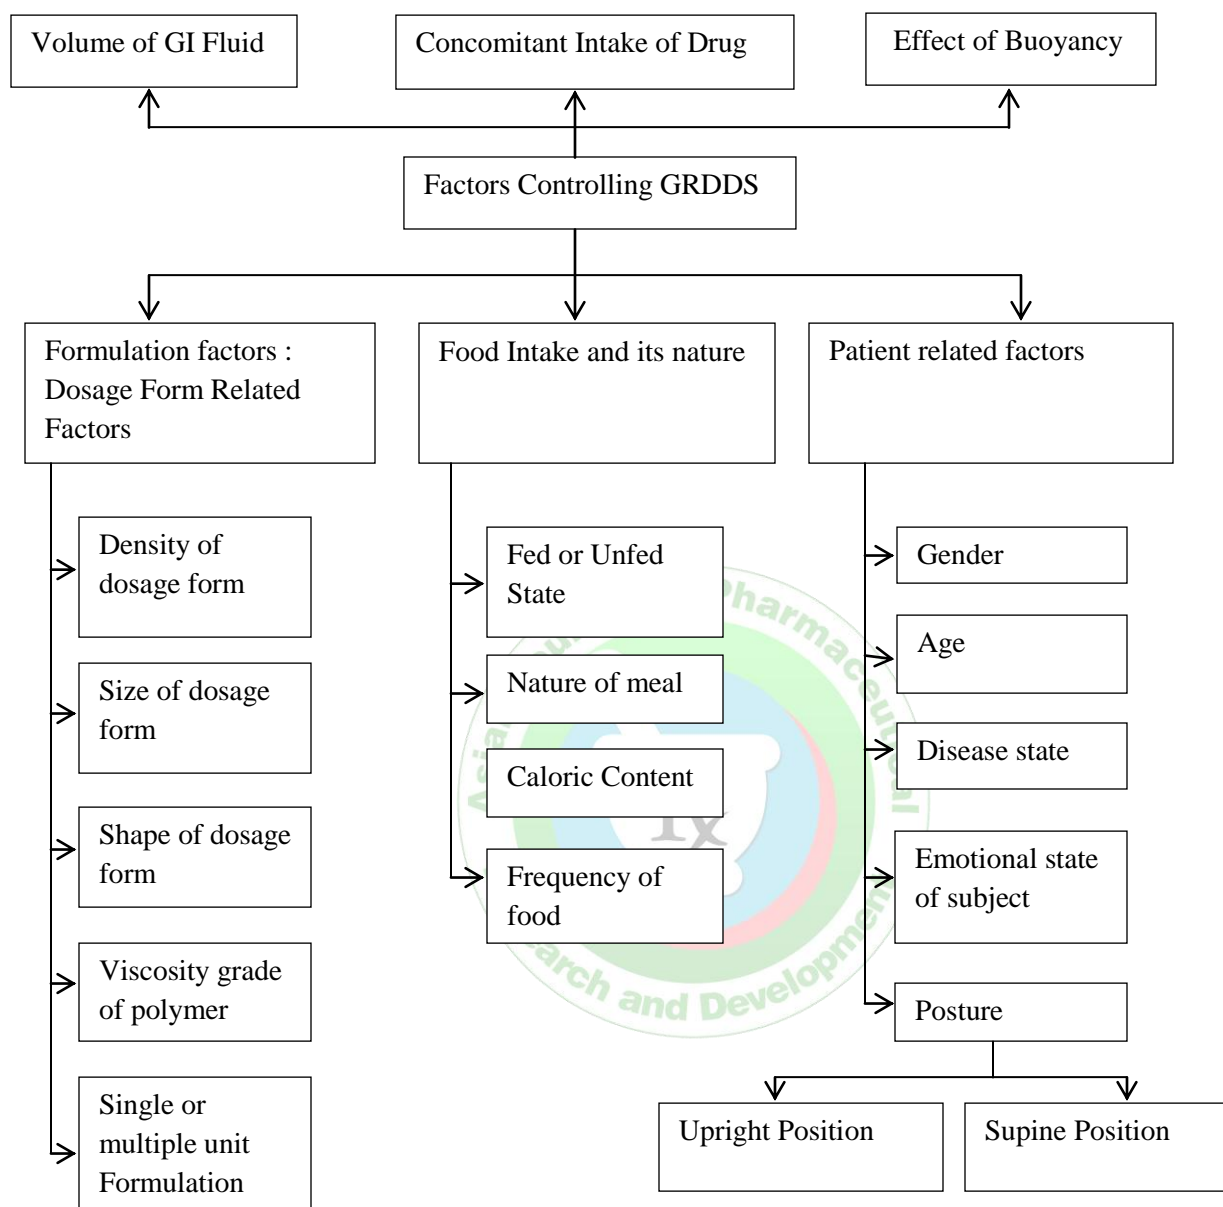 Volume of GI Fluid
Concomitant Intake of Drug
Effect of Buoyancy
Factors Controlling GRDDS
Formulation factors :
Dosage Form Related
Factors
Food Intake and its nature
Patient related factors
Density of
dosage form
Size of dosage
form
Shape of dosage
form
Viscosity grade
of polymer
Single or
multiple unit
Formulation
Fed or Unfed
State
Nature of meal
Caloric Content
Frequency of
food
Gender
Age
Disease state
Emotional state
of subject
Posture
Upright Position
Supine Position
Pharmaceutical
and Development